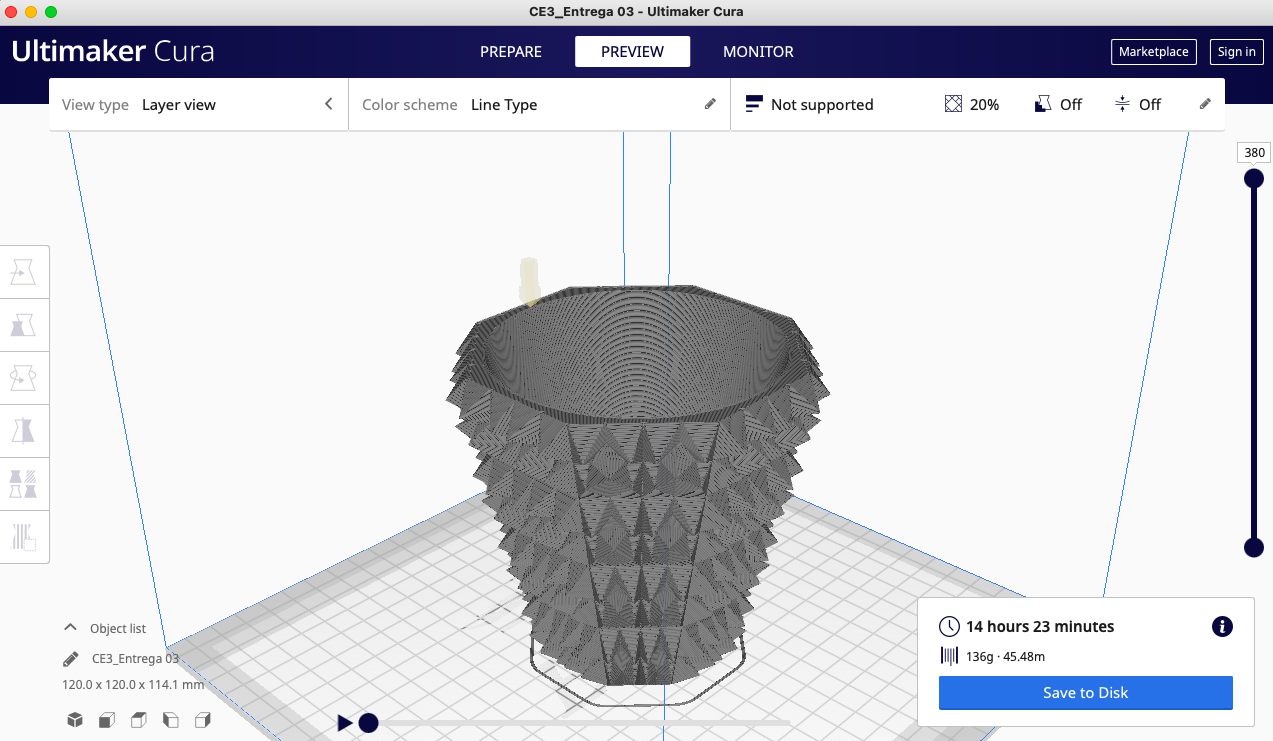 CE3_Entrega 03 - Ultimaker Cura
Ultimaker Cura
PREPARE
PREVIEW
MONITOR
Marketplace
Sign in
View type
Layer view
Color scheme
Line Type
Not supported
20%
Off
Off
380
Object list
CE3_Entrega 03
120.0 x 120.0 x 114.1 mm
14 hours 23 minutes
136g · 45.48m
Save to Disk